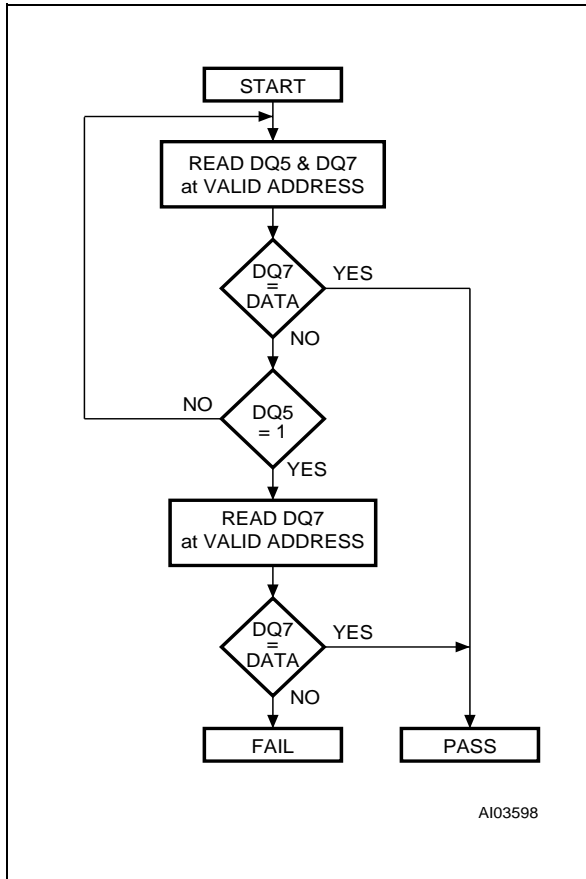 START
READ DQ5 & DQ7
at VALID ADDRESS
DQ7
=
DATA
YES
NO
NO
DQ5
= 1
YES
READ DQ7
at VALID ADDRESS
DQ7
=
DATA
YES
NO
FAIL
PASS
AI03598